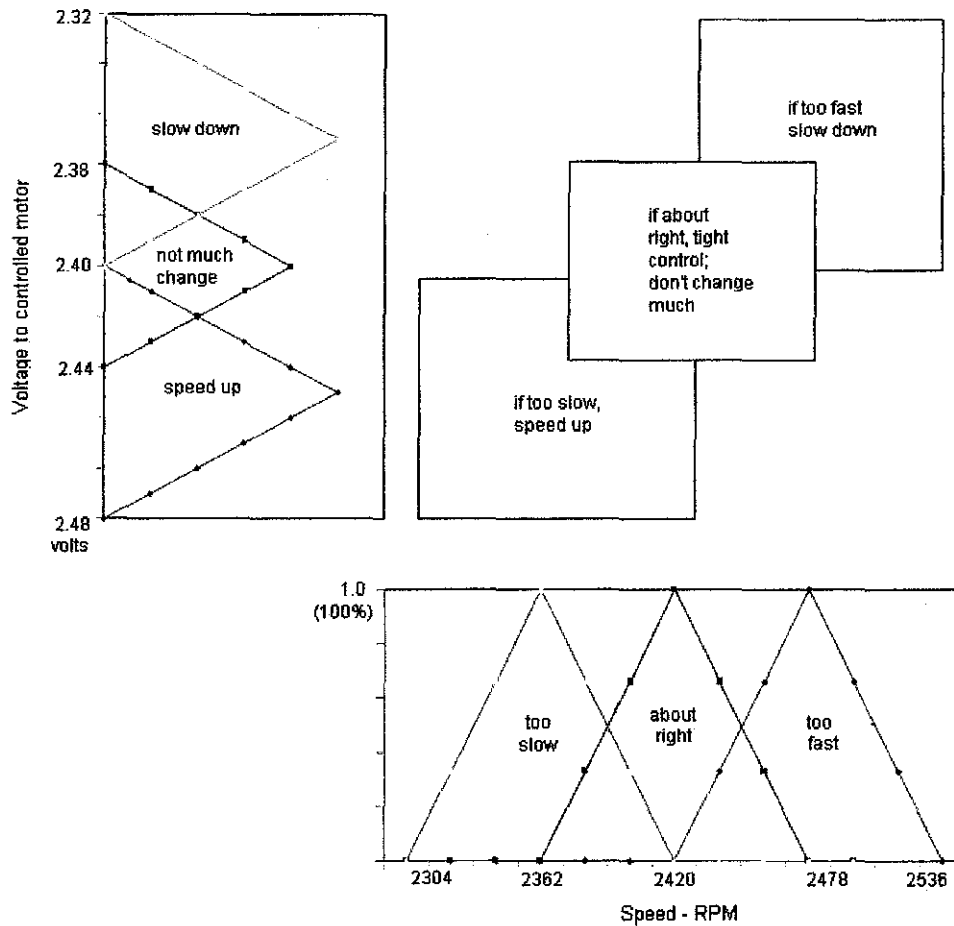 2.32
slow down
2.38
not much
change
2.40
2.44
speed up
2.48
volts
Voltage to controlled motor
if too fast
slow down
if about
right, tight
control;
don't change
much
if too slow,
speed up
1.0
(100%)
too
slow
about
right
too
fast
2304
2362
2420
2478
2536
Speed - RPM